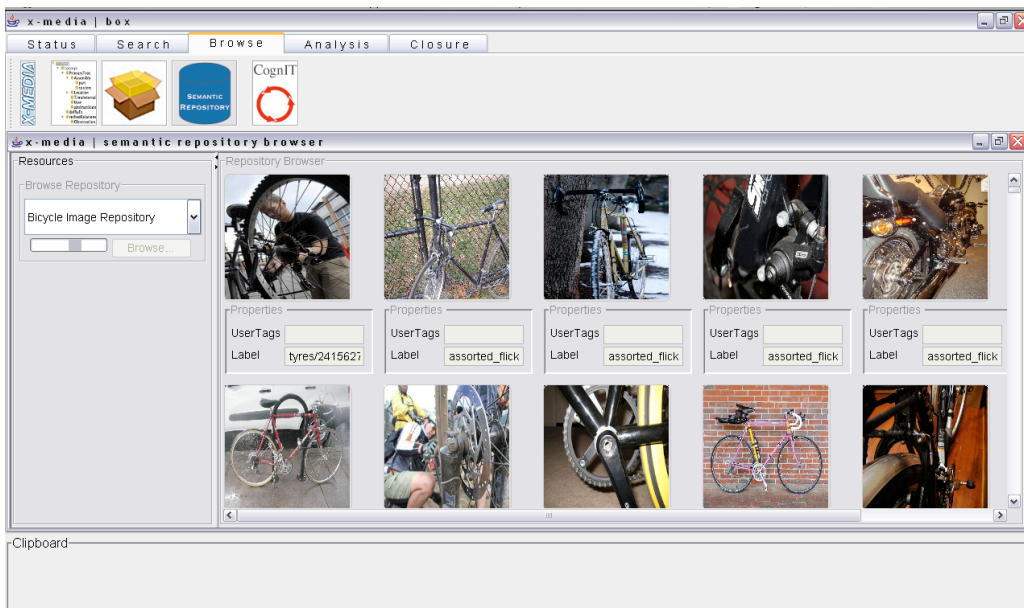 x-media | box
Status
Search
Browse
Analysis
Closure
X-MEDIA
SEMANTIC
REPOSITORY
CognIT
x-media | semantic repository browser
Resources
Repository Browser
Browse Repository
Bicycle Image Repository
Browse...
Properties
Properties
Properties
Properties
Properties
UserTags
UserTags
UserTags
UserTags
UserTags
Label tyres/2415627
Label assorted_flick
Label assorted_flick
Label assorted_flick
Label assorted_flick
Clipboard